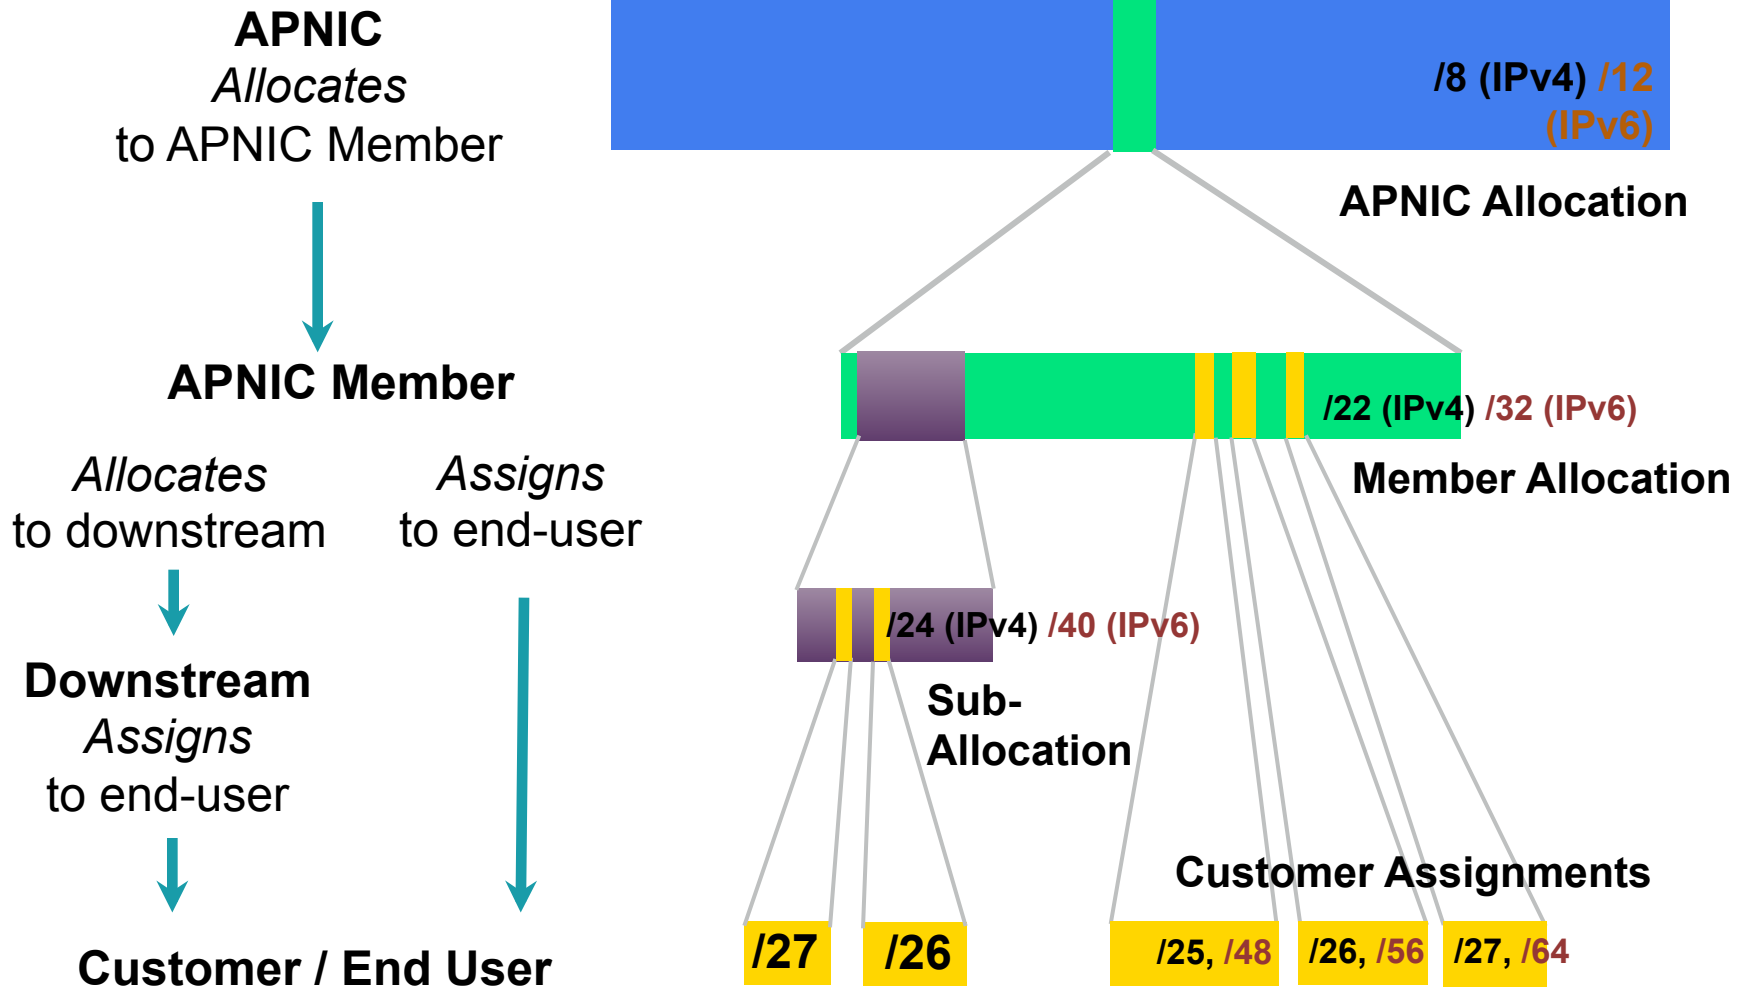 APNIC
Allocates
to APNIC Member
/8 (IPv4) /12
(IPv6)
APNIC Allocation
APNIC Member
/22 (IPv4) /32 (IPv6)
Member Allocation
Allocates
to downstream
Assigns
to end-user
/24 (IPv4) /40 (IPv6)
Sub-
Allocation
Downstream
Assigns
to end-user
Customer Assignments
/27
/26
/25, /48
/26, /56
/27, /64
Customer / End User